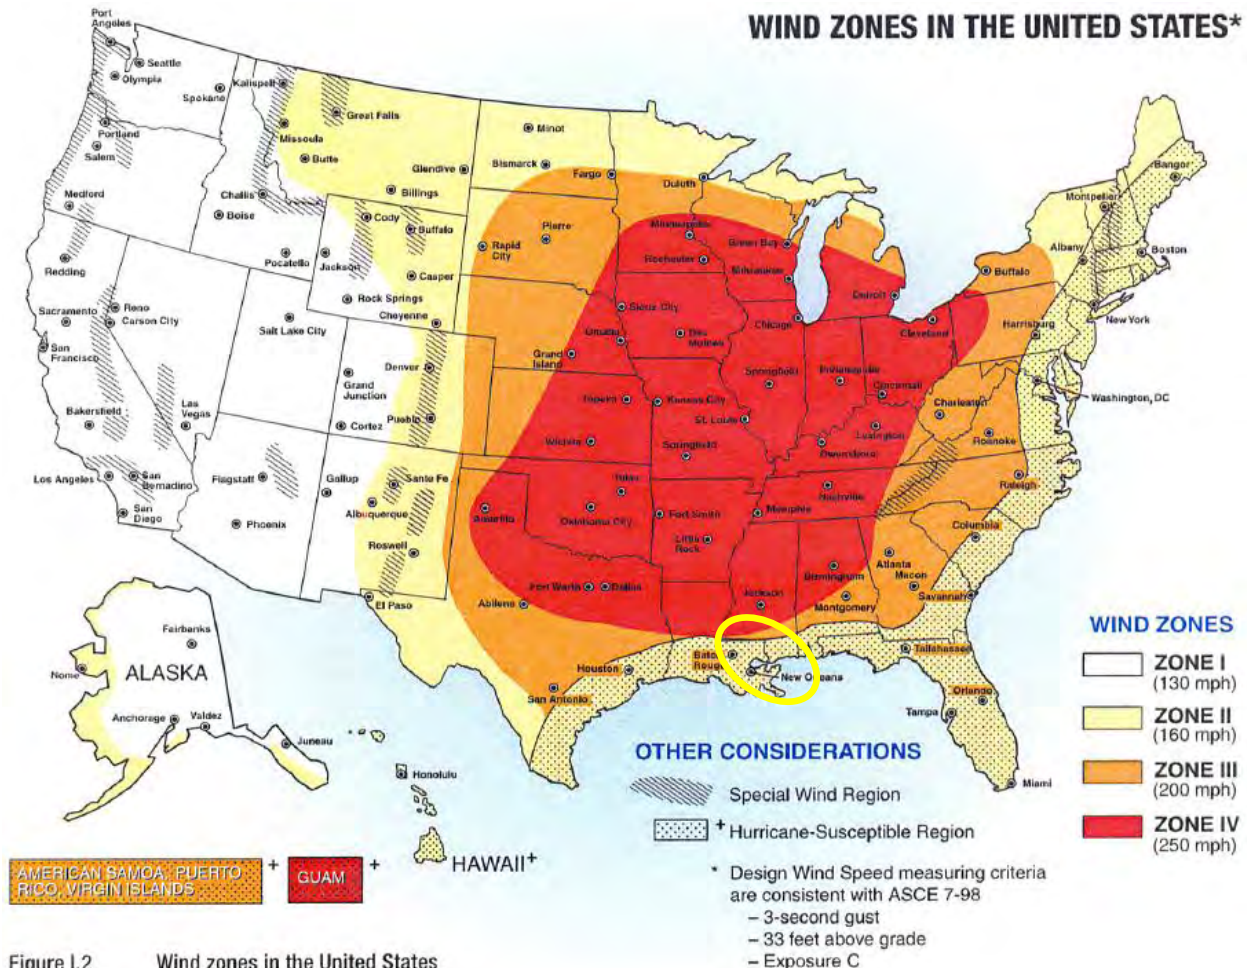 WIND ZONES IN THE UNITED STATES*
Port
Angeles
Seattle
Olympia
Spokane
Kalispell
Great Falls
Missoula
Butte
Portland
Salem
Medford
Challis
Boise
Pocatello
Glendive
Billings
Cody
Buffalo
Jackson
Casper
Rock Springs
Cheyenne
Minot
Bismarck
Fargo
Duluth
Pierre
Rapid
City
Minneapolis
Rochester
Green Bay
Milwaukee
Detroit
Chicago
Cleveland
Buffalo
Albany
Montpelier
Bangor
Boston
New York
Harrisburg
Washington, DC
Redding
Sacramento
San
Francisco
Reno
Carson City
Salt Lake City
Las
Vegas
Bakersfield
Los Angeles
San
Bernadino
San
Diego
Grand
Junction
Denver
Pueblo
Cortez
Flagstaff
Phoenix
Gallup
Santa Fe
Albuquerque
Roswell
El Paso
Sioux City
Omaha
Des
Moines
Grand
Island
Topeka
Kansas City
Wichita
Springfield
Indianapolis
Cincinnati
St. Louis
Springfield
Lexington
Owensboro
Charleston
Roanoke
Raleigh
Tulsa
Oklahoma City
Amarillo
Fort Smith
Little
Rock
Memphis
Nashville
Columbia
Atlanta
Macon
Savannah
Birmingham
Montgomery
Fort Worth
Dallas
Abilene
Jackson
Baton
Rouge
New Orleans
Houston
San Antonio
Tallahassee
Orlando
Tampa
Miami
Fairbanks
Nome
ALASKA
Anchorage
Valdez
Juneau
Honolulu
HAWAII+
AMERICAN SAMOA, PUERTO
RICO, VIRGIN ISLANDS
+
GUAM
+
OTHER CONSIDERATIONS
Special Wind Region
+ Hurricane-Susceptible Region
* Design Wind Speed measuring criteria
are consistent with ASCE 7-98
– 3-second gust
– 33 feet above grade
– Exposure C
WIND ZONES
ZONE I
(130 mph)
ZONE II
(160 mph)
ZONE III
(200 mph)
ZONE IV
(250 mph)
Figure I.2 Wind zones in the United States